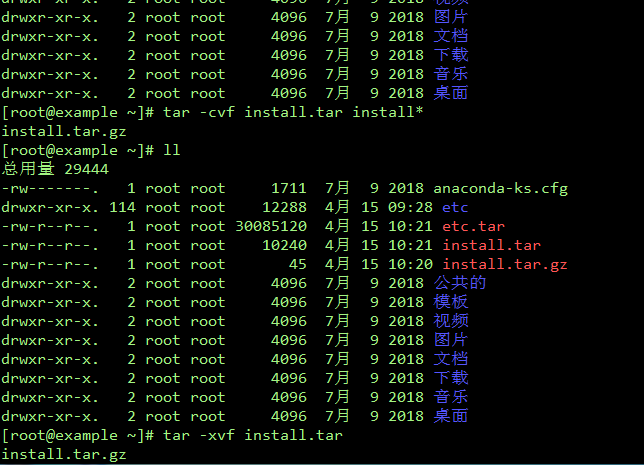 drwxr-xr-x. 2 root root 4096 7月 9 2018 视频
drwxr-xr-x. 2 root root 4096 7月 9 2018 图片
drwxr-xr-x. 2 root root 4096 7月 9 2018 文档
drwxr-xr-x. 2 root root 4096 7月 9 2018 下载
drwxr-xr-x. 2 root root 4096 7月 9 2018 音乐
drwxr-xr-x. 2 root root 4096 7月 9 2018 桌面
[root@example ~]# tar -cvf install.tar install*
install.tar.gz
[root@example ~]# ll
总用量 29444
-rw-------. 1 root root 1711 7月 9 2018 anaconda-ks.cfg
drwxr-xr-x. 114 root root 12288 4月 15 09:28 etc
-rw-r--r--. 1 root root 30085120 4月 15 10:21 etc.tar
-rw-r--r--. 1 root root 10240 4月 15 10:21 install.tar
-rw-r--r--. 1 root root 45 4月 15 10:20 install.tar.gz
drwxr-xr-x. 2 root root 4096 7月 9 2018 公共的
drwxr-xr-x. 2 root root 4096 7月 9 2018 模板
drwxr-xr-x. 2 root root 4096 7月 9 2018 视频
drwxr-xr-x. 2 root root 4096 7月 9 2018 图片
drwxr-xr-x. 2 root root 4096 7月 9 2018 文档
drwxr-xr-x. 2 root root 4096 7月 9 2018 下载
drwxr-xr-x. 2 root root 4096 7月 9 2018 音乐
drwxr-xr-x. 2 root root 4096 7月 9 2018 桌面
[root@example ~]# tar -xvf install.tar
install.tar.gz